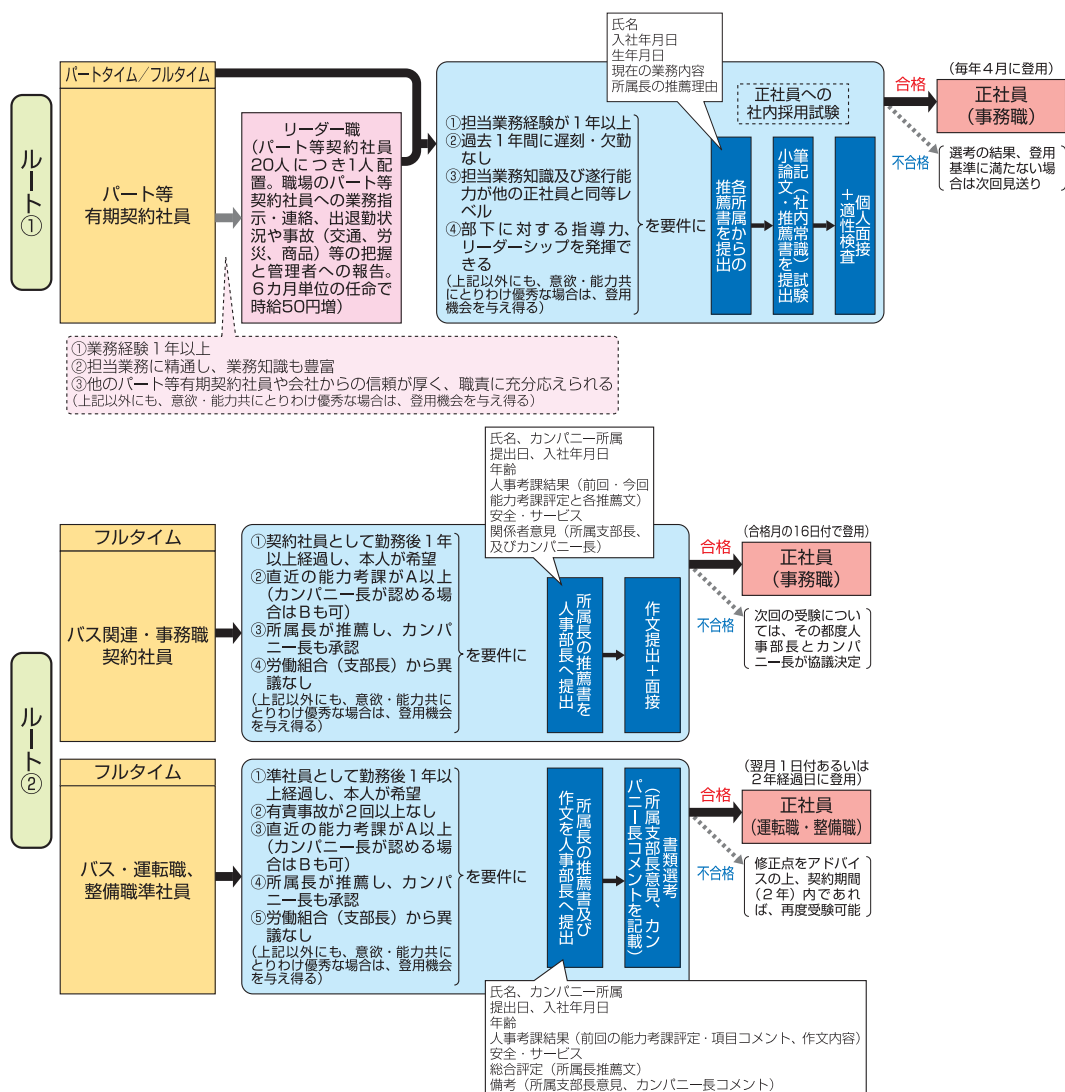 ルート①
パートタイム／フルタイム
パート等
有期契約社員
リーダー職
（パート等契約社員
20人につき１人配
置。職場のパート等
契約社員への業務指
示・連絡、出退勤状
況や事故（交通、労
災、商品）等の把握
と管理者への報告。
６カ月単位の任命で
時給50円増）
①業務経験１年以上
②担当業務に精通し、業務知識も豊富
③他のパート等有期契約社員や会社からの信頼が厚く、職責に充分応えられる
（上記以外にも、意欲・能力共にとりわけ優秀な場合は、登用機会を与え得る）
①担当業務経験が１年以上
②過去１年間に遅刻・欠勤
なし
③担当業務知識及び遂行能
力が他の正社員と同等レ
ベル
④部下に対する指導力、
リーダーシップを発揮で
きる
（上記以外にも、意欲・能力共
にとりわけ優秀な場合は、登用
機会を与え得る）
を要件に
氏名
入社年月日
生年月日
現在の業務内容
所属長の推薦理由
各所属からの
推薦書を提出
正社員への
社内採用試験
筆記（社内常識）試験
小論文・推薦書を提出
個人面接
＋適性検査
合格
（毎年４月に登用）
正社員
（事務職）
不合格
選考の結果、登用
基準に満たない場
合は次回見送り
ルート②
フルタイム
バス関連・事務職
契約社員
①契約社員として勤務後１年
以上経過し、本人が希望
②直近の能力考課がＡ以上
（カンパニー長が認める場
合はＢも可）
③所属長が推薦し、カンパ
ニー長も承認
④労働組合（支部長）から異
議なし
（上記以外にも、意欲・能力共に
とりわけ優秀な場合は、登用機会
を与え得る）
を要件に
氏名、カンパニー所属
提出日、入社年月日
年齢
人事考課結果（前回・今回
能力考課評定と各推薦文）
安全・サービス
関係者意見（所属支部長、
及びカンパニー長）
所属長の推薦書を
人事部長へ提出
作文提出＋面接
合格
（合格月の16日付で登用）
正社員
（事務職）
不合格
次回の受験につい
ては、その都度人
事部長とカンパ
ニー長が協議決定
フルタイム
バス・運転職、
整備職準社員
①準社員として勤務後１年以
上経過し、本人が希望
②有責事故が２回以上なし
③直近の能力考課がＡ以上
（カンパニー長が認める場
合はＢも可）
④所属長が推薦し、カンパ
ニー長も承認
⑤労働組合（支部長）から異
議なし
（上記以外にも、意欲・能力共に
とりわけ優秀な場合は、登用機会
を与え得る）
を要件に
所属長の推薦書及び
作文を人事部長へ提出
書類選考
（所属支部長意見、カン
パニー長コメントを記載）
合格
（翌月１日付あるいは
２年経過日に登用）
正社員
（運転職・整備職）
不合格
修正点をアドバイ
スの上、契約期間
（２年）内であれ
ば、再度受験可能
氏名、カンパニー所属
提出日、入社年月日
年齢
人事考課結果（前回の能力考課評定・項目コメント、作文内容）
安全・サービス
総合評定（所属長推薦文）
備考（所属支部長意見、カンパニー長コメント）